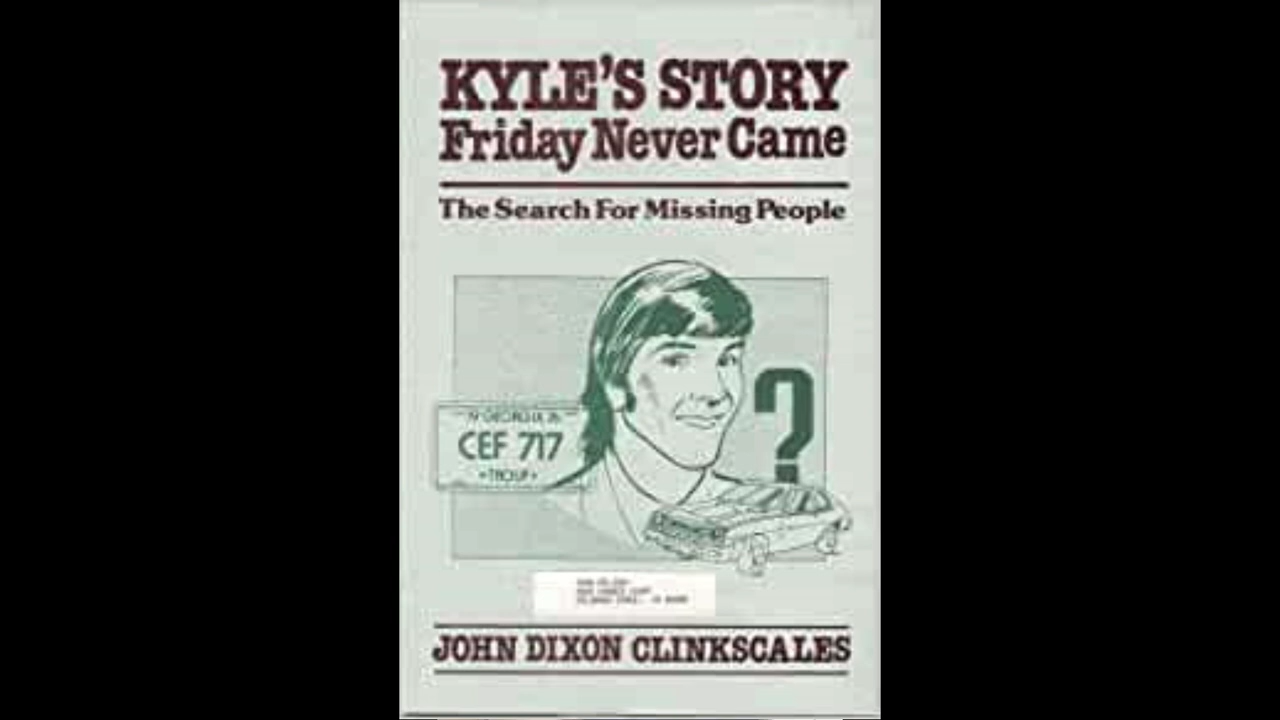 KYLE'S STORY
Friday Never Came
The Search For Missing People
GEORGIA
CEF 717
TROUP
JOHN DIXON CLINKSCALES